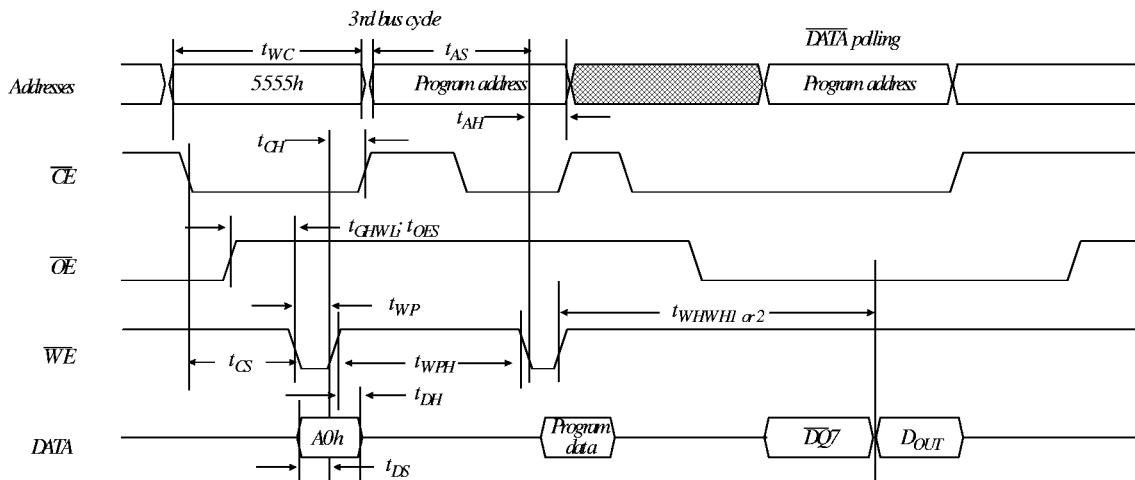 3rd bus cycle
tWC tAS DATA polling
Addresses 5555h Program address Program address
tAH
tCH
CE
tGHWL; tOES
OE
tWP tWHWH1 or 2
WE tCS tWPH
tDH
DATA A0h Program data DQ7 DOUT
tDS